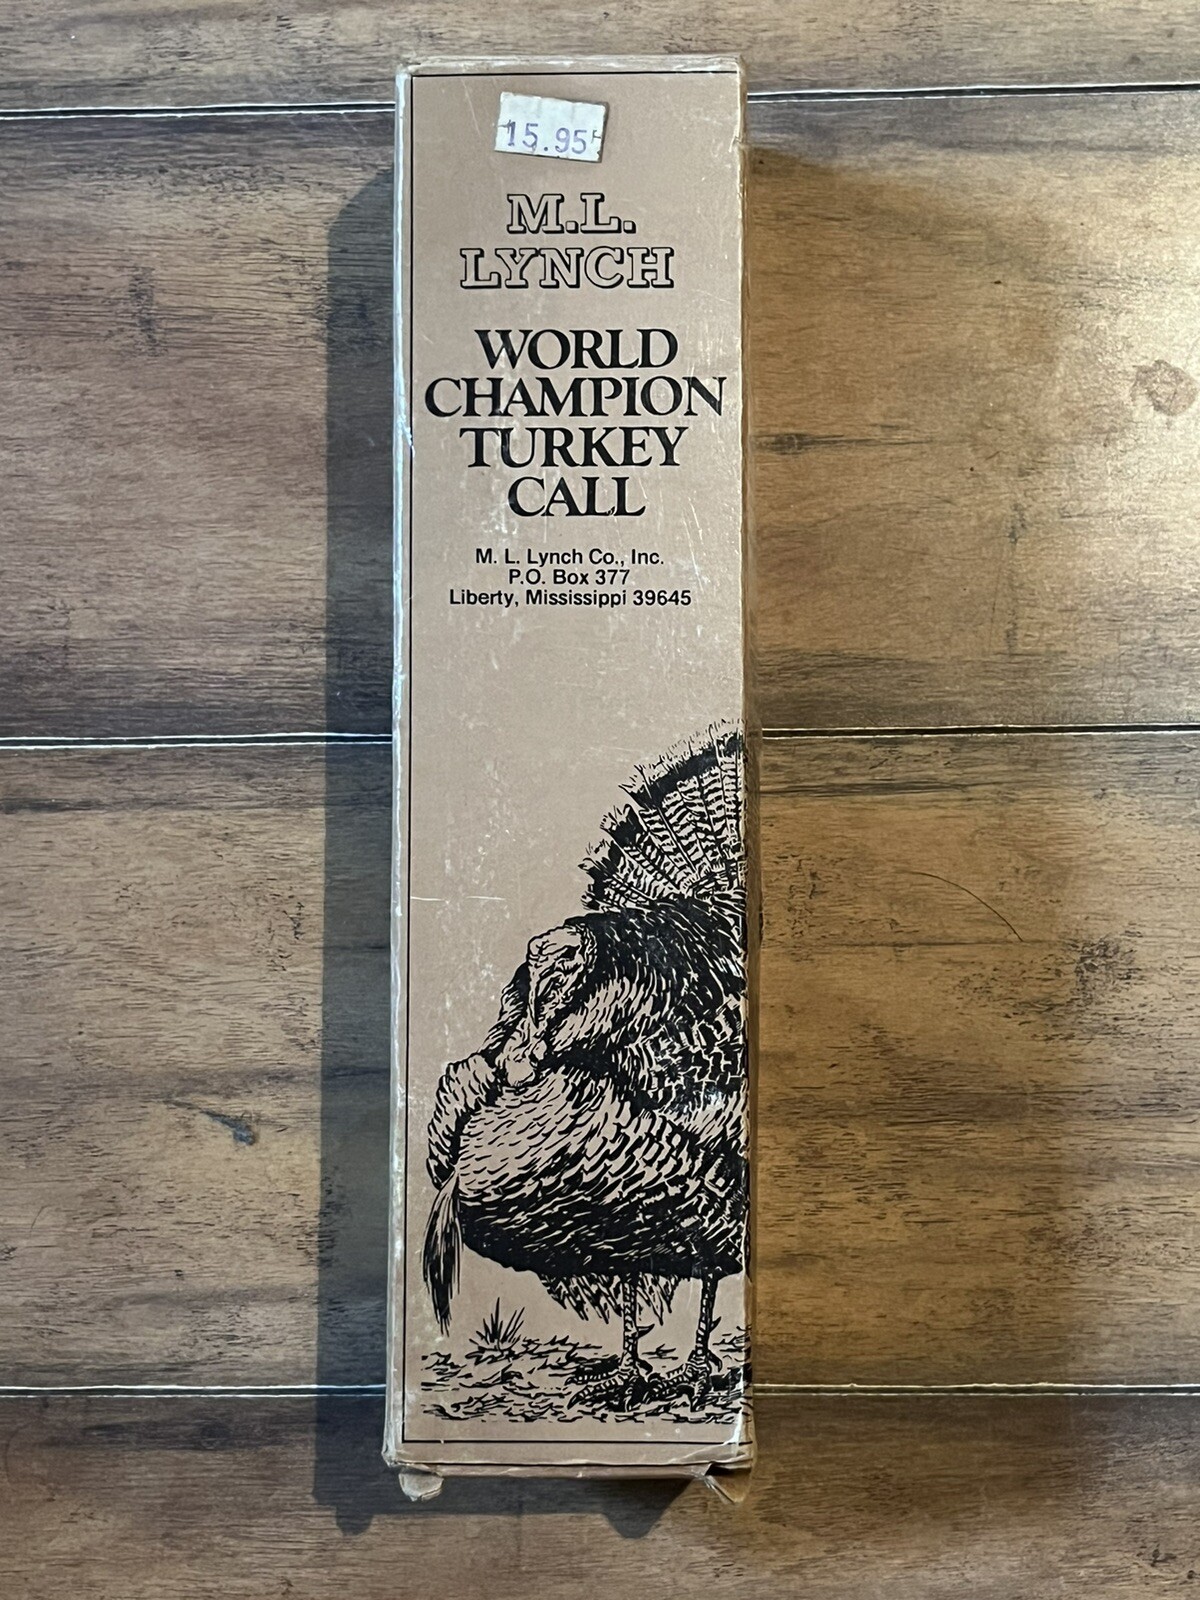 15.95
M.L.
LYNCH
WORLD
CHAMPION
TURKEY
CALL
M. L. Lynch Co., Inc.
P.O. Box 377
Liberty, Mississippi 39645